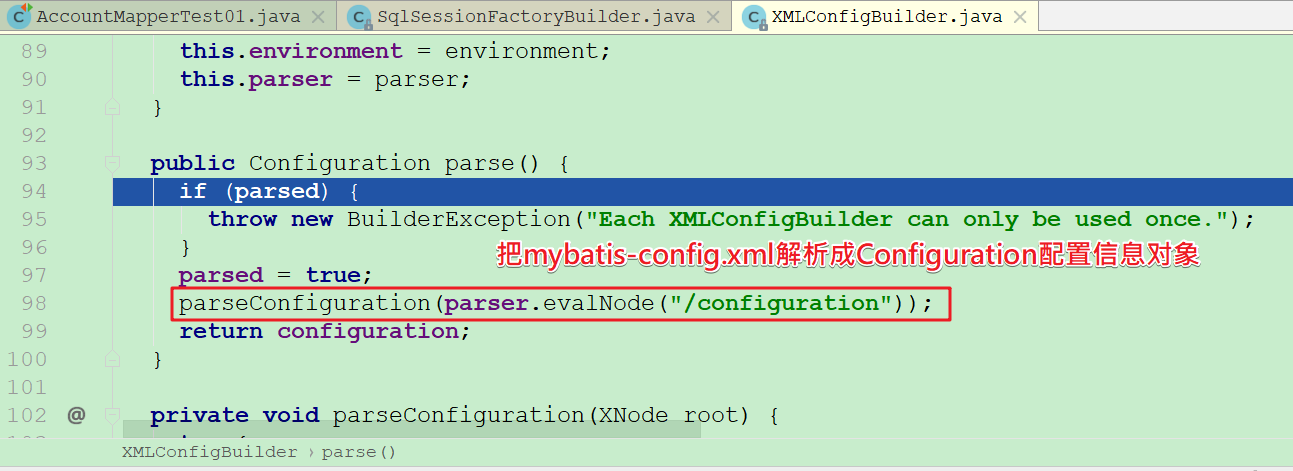 AccountMapperTest01.java SqlSessionFactoryBuilder.java XMLConfigBuilder.java
89 this.environment = environment;
90 this.parser = parser;
91 }
92
93 public Configuration parse() {
94 if (parsed) {
95 throw new BuilderException("Each XMLConfigBuilder can only be used once.");
96 }
把mybatis-config.xml解析成Configuration配置信息对象
97 parsed = true;
98 parseConfiguration(parser.evalNode("/configuration"));
99 return configuration;
100 }
101
102 @ private void parseConfiguration(XNode root) {
XMLConfigBuilder › parse()